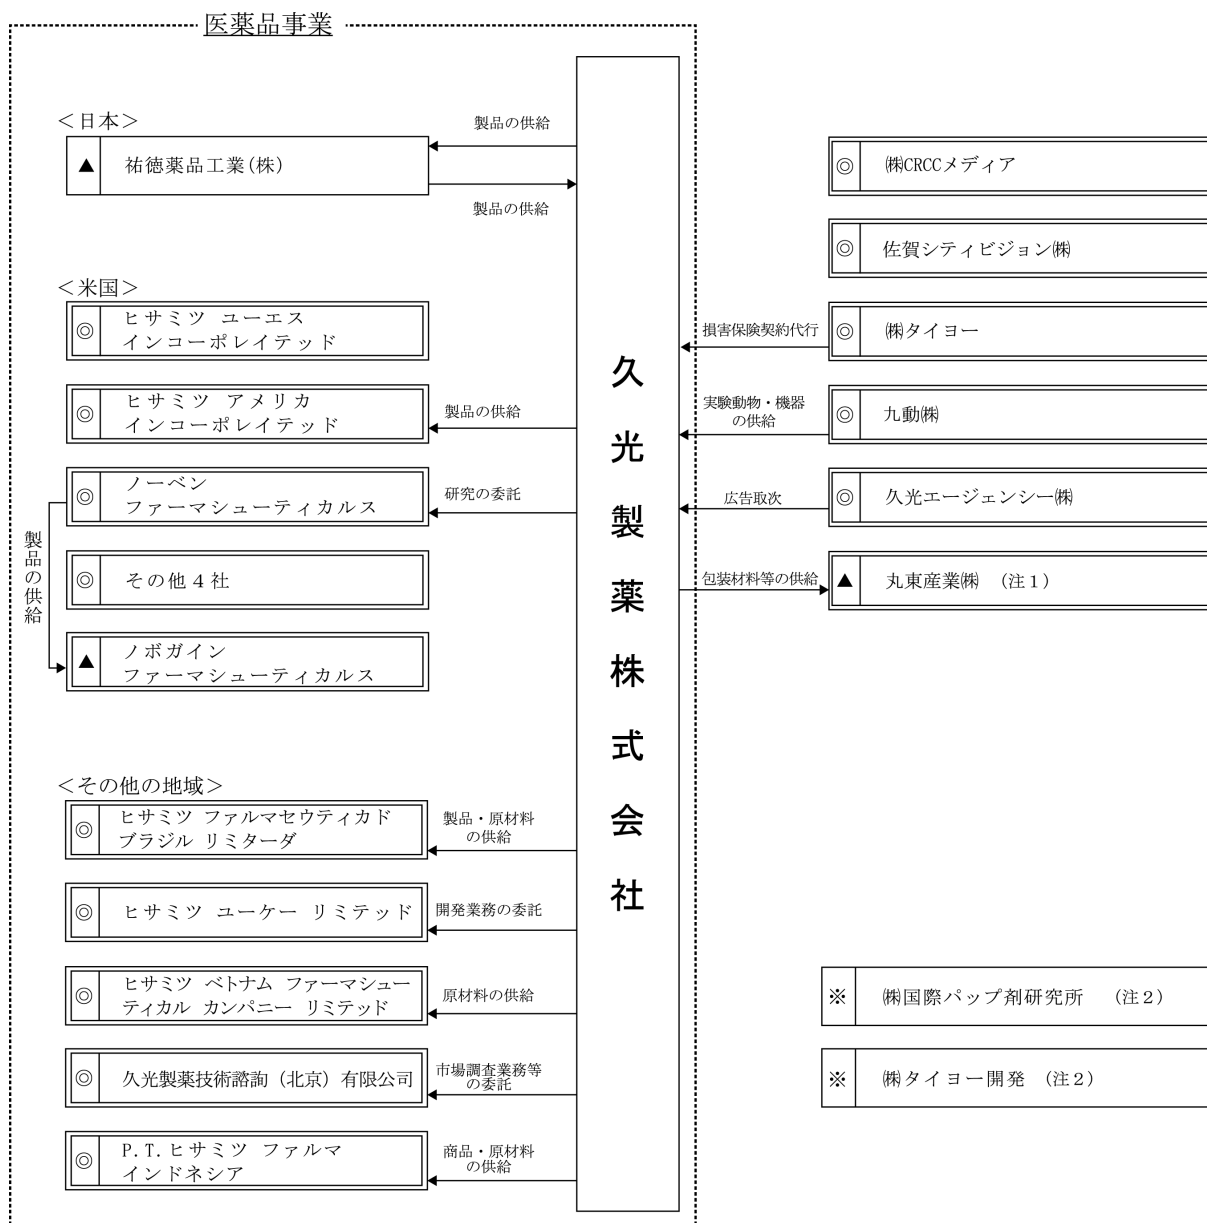 医薬品事業
＜日本＞
製品の供給
▲ 祐徳薬品工業(株)
製品の供給
＜米国＞
◎ ヒサミツ ユーエス
インコーポレイテッド
◎ ヒサミツ アメリカ
インコーポレイテッド
製品の供給
◎ ノーベン
ファーマシューティカルス
研究の委託
製品の供給
◎ その他４社
▲ ノボガイン
ファーマシューティカルス
＜その他の地域＞
◎ ヒサミツ ファルマセウティカド
ブラジル リミターダ
製品・原材料
の供給
◎ ヒサミツ ユーケー リミテッド
開発業務の委託
◎ ヒサミツ ベトナム ファーマシュー
ティカル カンパニー リミテッド
原材料の供給
◎ 久光製薬技術諮詢（北京）有限公司
市場調査業務等
の委託
◎ P.T.ヒサミツ ファルマ
インドネシア
商品・原材料
の供給
久光製薬株式会社
◎ ㈱CRCCメディア
◎ 佐賀シティビジョン㈱
損害保険契約代行
◎ ㈱タイヨー
実験動物・機器
の供給
◎ 九動㈱
広告取次
◎ 久光エージェンシー㈱
包装材料等の供給
▲ 丸東産業㈱ （注１）
※ ㈱国際パップ剤研究所 （注２）
※ ㈱タイヨー開発 （注２）